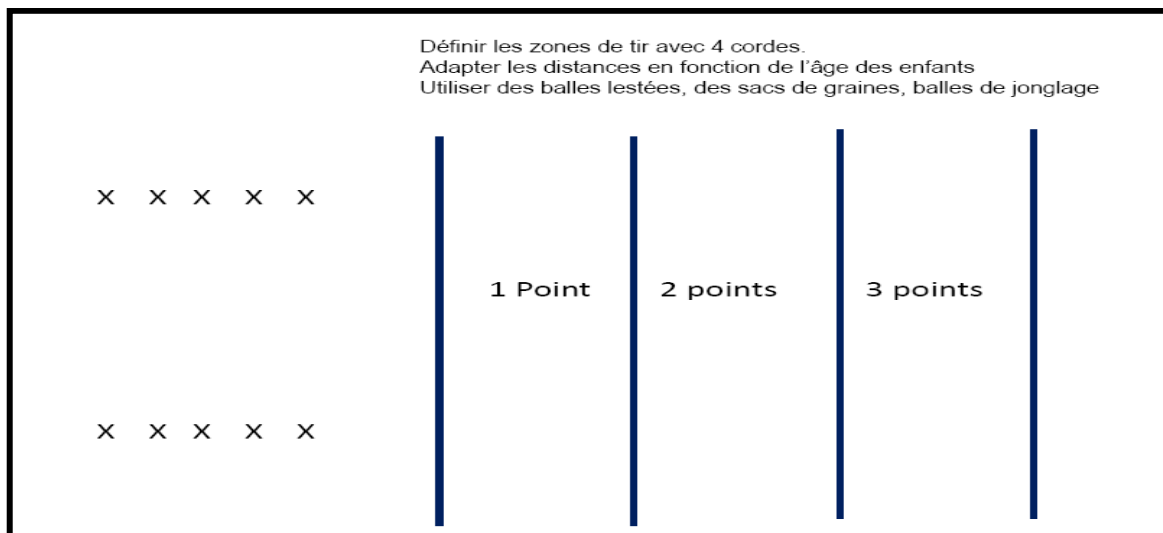 Définir les zones de tir avec 4 cordes.
Adapter les distances en fonction de l'âge des enfants
Utiliser des balles lestées, des sacs de graines, balles de jonglage
x x x x x
1 Point 2 points 3 points
x x x x x